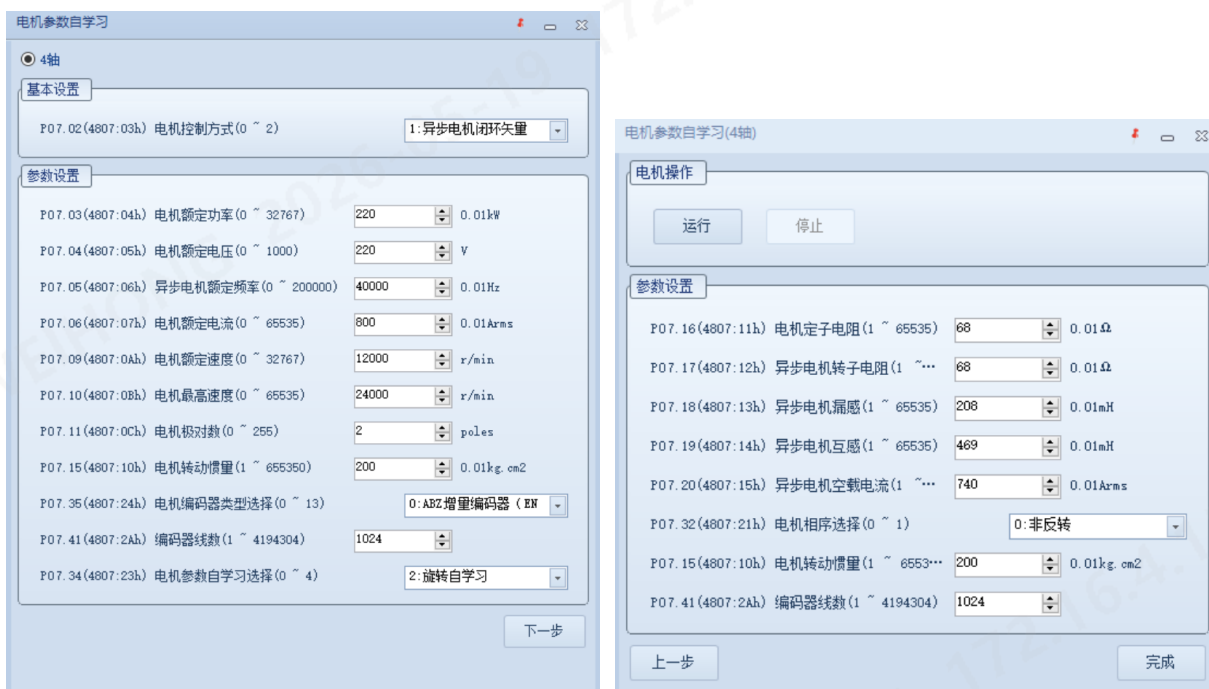 电机参数自学习
4轴
基本设置
P07.02(4807:03h) 电机控制方式(0 ~ 2) 1:异步电机闭环矢量
参数设置
P07.03(4807:04h) 电机额定功率(0 ~ 32767) 220 0.01kW
P07.04(4807:05h) 电机额定电压(0 ~ 1000) 220 V
P07.05(4807:06h) 异步电机额定频率(0 ~ 200000) 40000 0.01Hz
P07.06(4807:07h) 电机额定电流(0 ~ 65535) 800 0.01Arms
P07.09(4807:0Ah) 电机额定速度(0 ~ 32767) 12000 r/min
P07.10(4807:0Bh) 电机最高速度(0 ~ 65535) 24000 r/min
P07.11(4807:0Ch) 电机极对数(0 ~ 255) 2 poles
P07.15(4807:10h) 电机转动惯量(1 ~ 655350) 200 0.01kg.cm2
P07.35(4807:24h) 电机编码器类型选择(0 ~ 13) 0:ABZ增量编码器（EN
P07.41(4807:2Ah) 编码器线数(1 ~ 4194304) 1024
P07.34(4807:23h) 电机参数自学习选择(0 ~ 4) 2:旋转自学习
下一步
电机参数自学习(4轴)
电机操作
运行 停止
参数设置
P07.16(4807:11h) 电机定子电阻(1 ~ 65535) 68 0.01Ω
P07.17(4807:12h) 异步电机转子电阻(1 ~… 68 0.01Ω
P07.18(4807:13h) 异步电机漏感(1 ~ 65535) 208 0.01mH
P07.19(4807:14h) 异步电机互感(1 ~ 65535) 469 0.01mH
P07.20(4807:15h) 异步电机空载电流(1 ~… 740 0.01Arms
P07.32(4807:21h) 电机相序选择(0 ~ 1) 0:非反转
P07.15(4807:10h) 电机转动惯量(1 ~ 6553… 200 0.01kg.cm2
P07.41(4807:2Ah) 编码器线数(1 ~ 4194304) 1024
上一步 完成